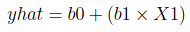 yhat = b0 + (b1 × X1)